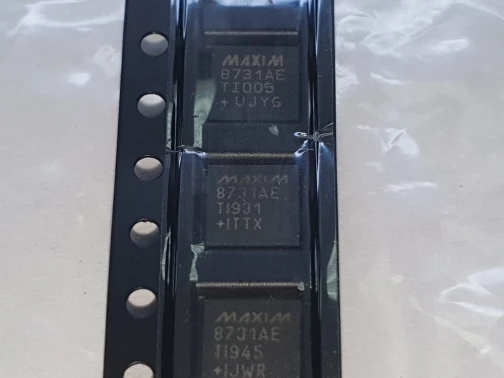 MAXIM
8731AE
TI005
+UJYG
MAXIM
8731AE
TI931
+ITTX
MAXIM
8731AE
TI945
+IJWR